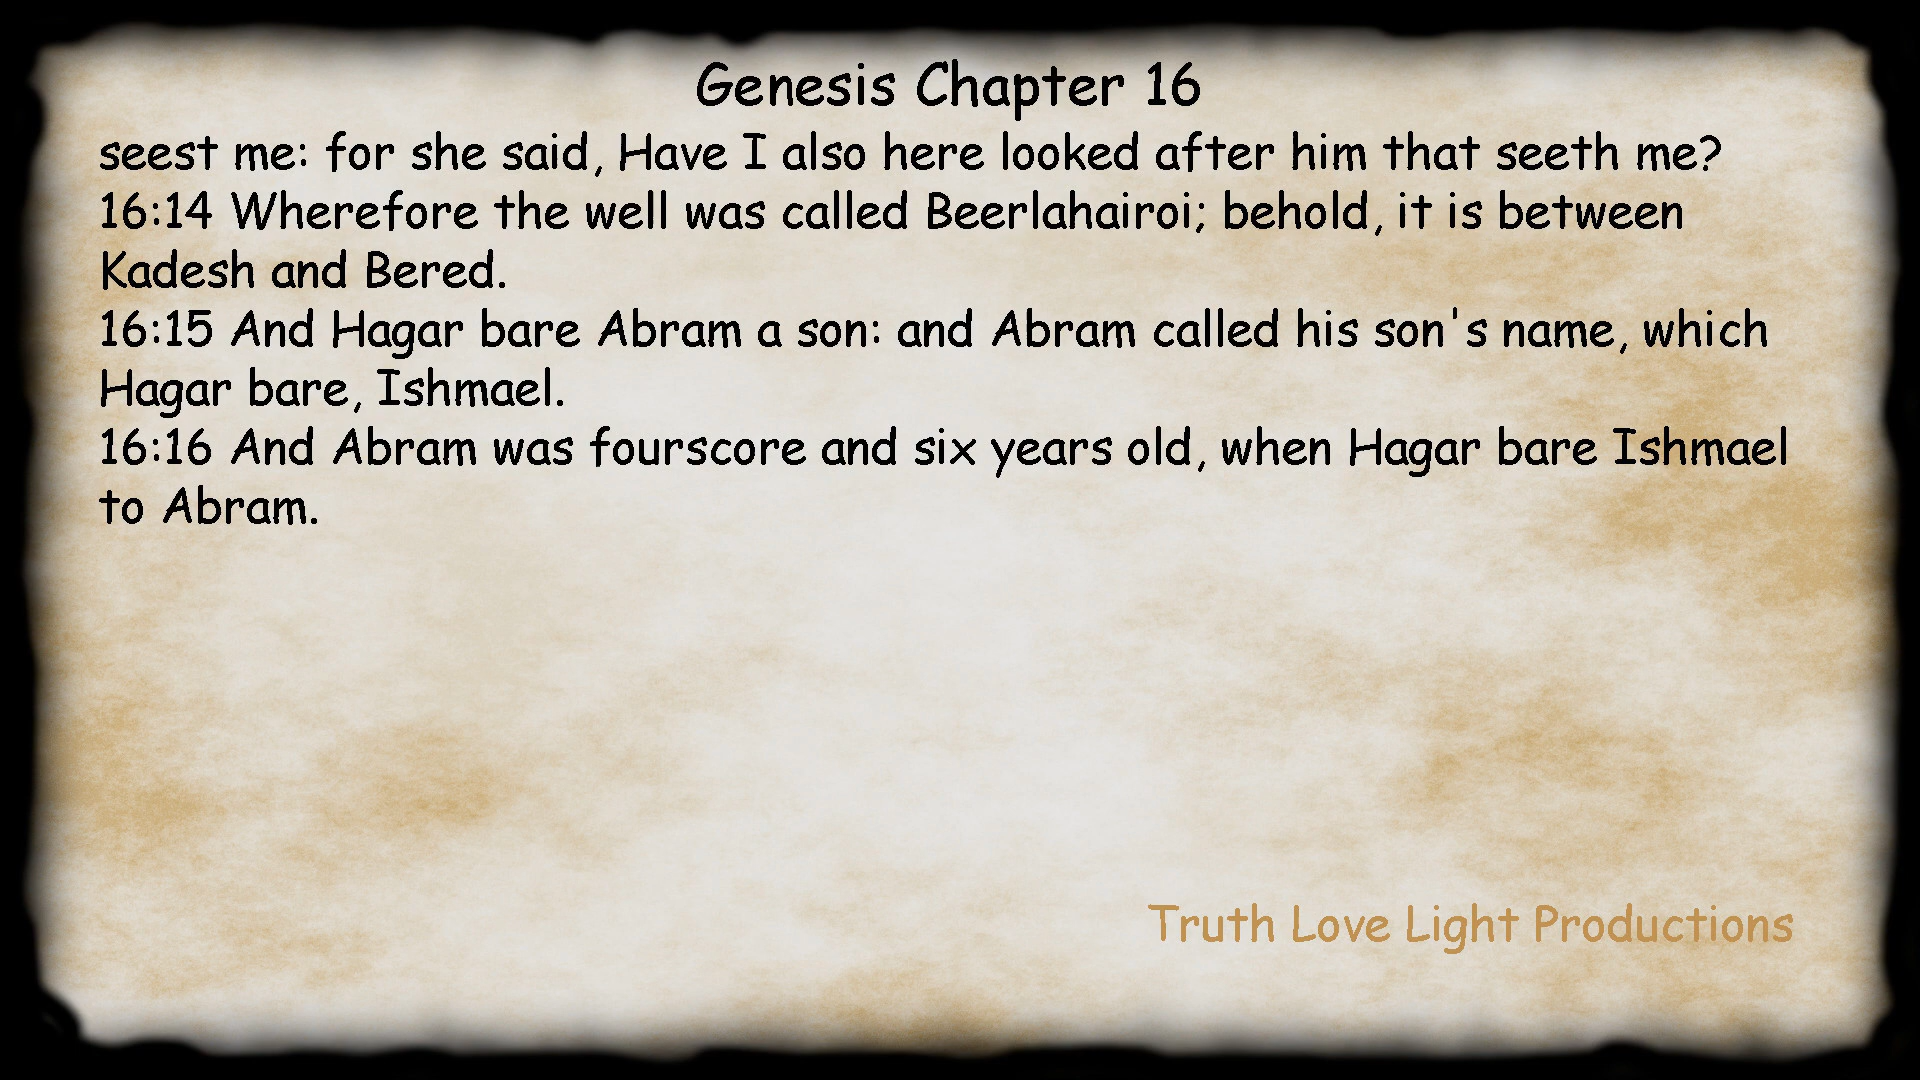 Genesis Chapter 16
seest me: for she said, Have I also here looked after him that seeth me?
16:14 Wherefore the well was called Beerlahairoi; behold, it is between
Kadesh and Bered.
16:15 And Hagar bare Abram a son: and Abram called his son's name, which
Hagar bare, Ishmael.
16:16 And Abram was fourscore and six years old, when Hagar bare Ishmael
to Abram.
Truth Love Light Productions